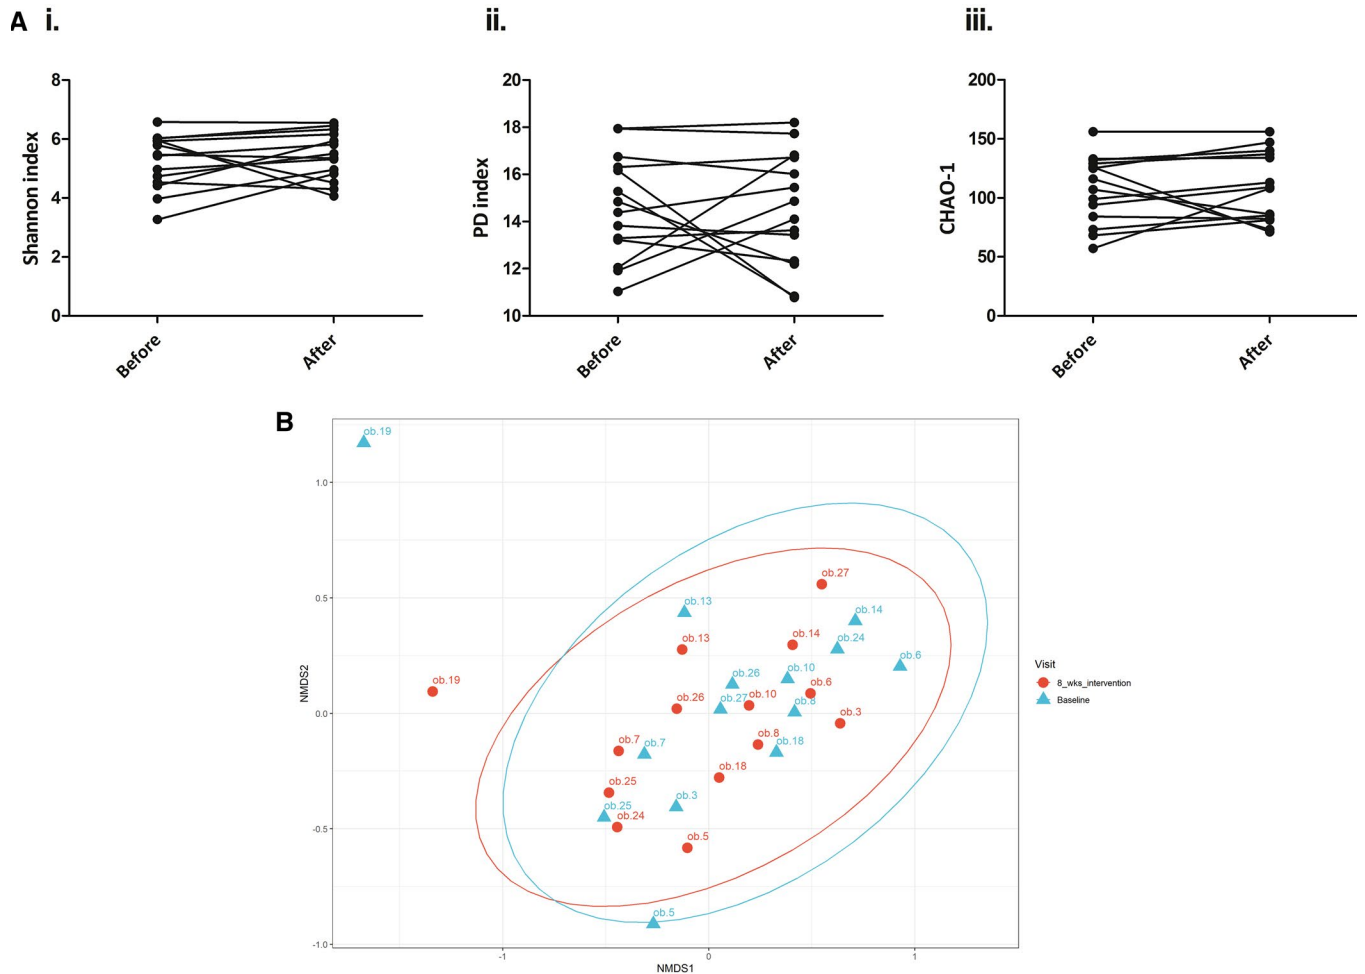 A i. ii. iii.
8
6
4
2
0
Shannon index
Before
After
20
18
16
14
12
10
PD index
Before
After
200
150
100
50
0
CHAO-1
Before
After
B
ob.19
ob.27
ob.13
ob.14
ob.13
ob.14
ob.24
ob.6
ob.26
ob.10
ob.6
ob.19
ob.26
ob.27
ob.10
ob.8
ob.3
ob.7
ob.7
ob.8
ob.18
ob.18
ob.25
ob.3
ob.25
ob.24
ob.5
ob.5
1.0
0.5
0.0
-0.5
-1.0
NMDS2
-1
0
1
NMDS1
Visit
8_wks_intervention
Baseline